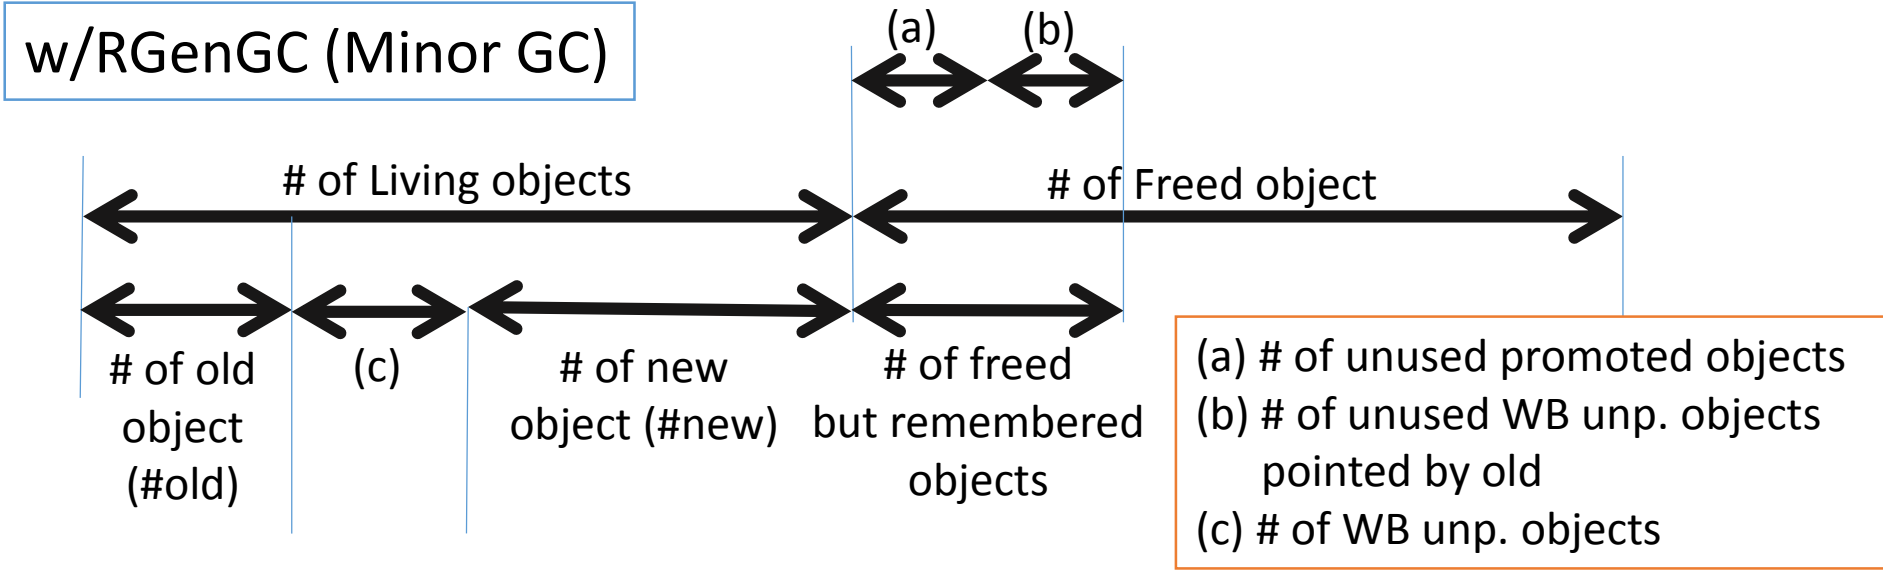 w/RGenGC (Minor GC)
(a)
(b)
# of Living objects
# of Freed object
# of old
object
(#old)
(c)
# of new
object (#new)
# of freed
but remembered
objects
(a) # of unused promoted objects
(b) # of unused WB unp. objects
pointed by old
(c) # of WB unp. objects